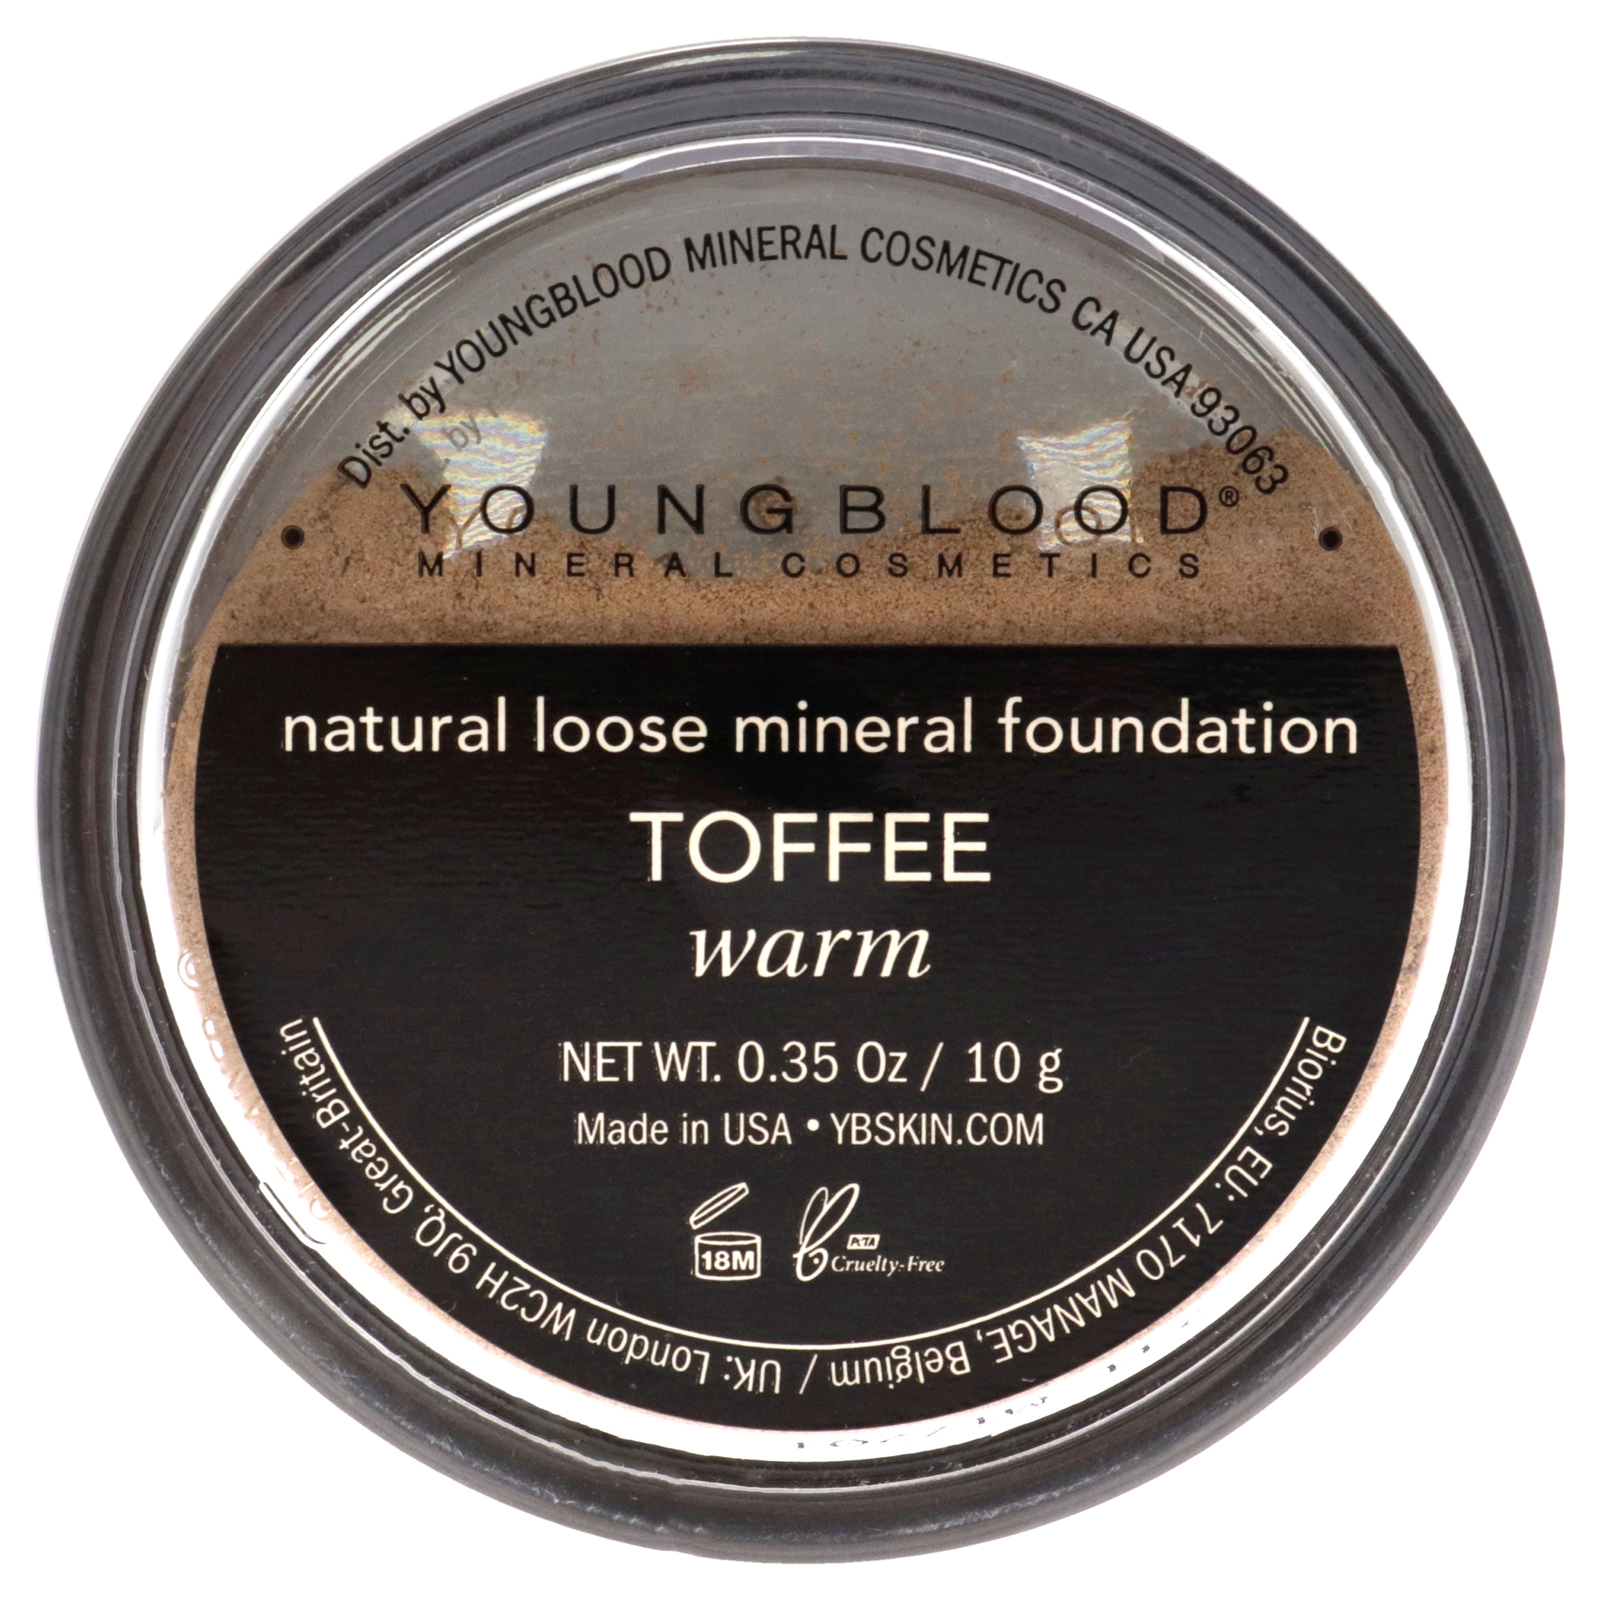 Dist. by YOUNGBLOOD MINERAL COSMETICS CA USA 93063
YOUNGBLOOD®
MINERAL COSMETICS
natural loose mineral foundation
TOFFEE
warm
NET WT. 0.35 Oz / 10 g
Made in USA • YBSKIN.COM
18M
PETA
Cruelty-Free
Biorius, EU: 7170 MANAGE, Belgium / UK: London WC2H 9JQ, Great-Britain